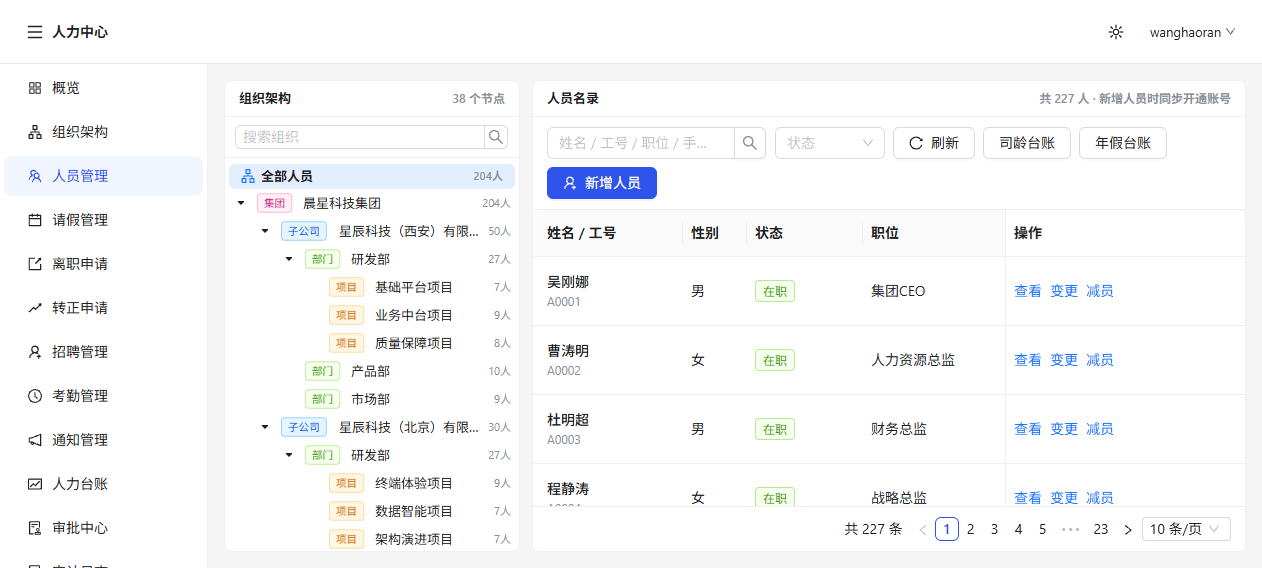 人力中心
wanghaoran
概览
组织架构
人员管理
请假管理
离职申请
转正申请
招聘管理
考勤管理
通知管理
人力台账
审批中心
组织架构 38 个节点
搜索组织
全部人员 204人
集团 晨星科技集团 204人
子公司 星辰科技（西安）有限... 50人
部门 研发部 27人
项目 基础平台项目 7人
项目 业务中台项目 9人
项目 质量保障项目 8人
部门 产品部 10人
部门 市场部 9人
子公司 星辰科技（北京）有限... 30人
部门 研发部 27人
项目 终端体验项目 9人
项目 数据智能项目 7人
项目 架构演进项目 7人
人员名录 共 227 人 · 新增人员时同步开通账号
姓名 / 工号 / 职位 / 手... 状态 刷新 司龄台账 年假台账
新增人员
姓名 / 工号 性别 状态 职位 操作
吴刚娜
A0001 男 在职 集团CEO 查看 变更 减员
曹涛明
A0002 女 在职 人力资源总监 查看 变更 减员
杜明超
A0003 男 在职 财务总监 查看 变更 减员
程静涛
女 在职 战略总监 查看 变更 减员
共 227 条 < 1 2 3 4 5 ••• 23 > 10 条/页